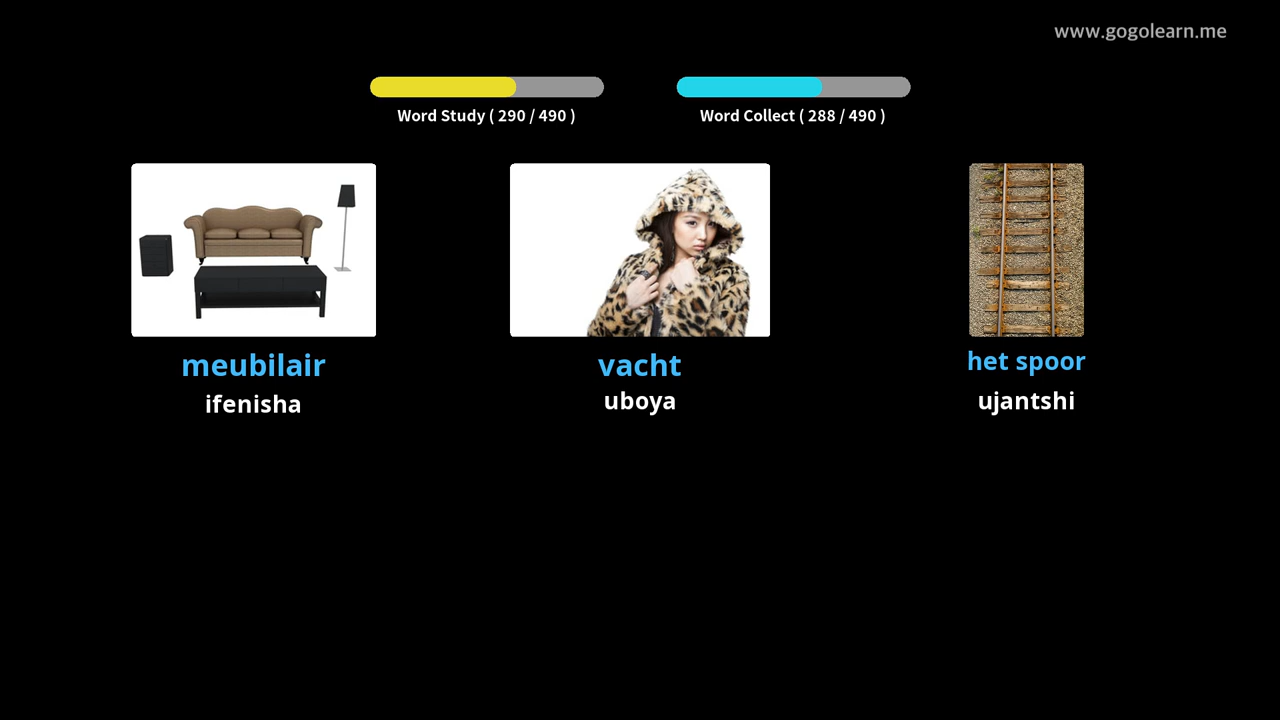 www.gogolearn.me
Word Study ( 290 / 490 )
Word Collect ( 288 / 490 )
meubilair
ifenisha
vacht
uboya
het spoor
ujantshi